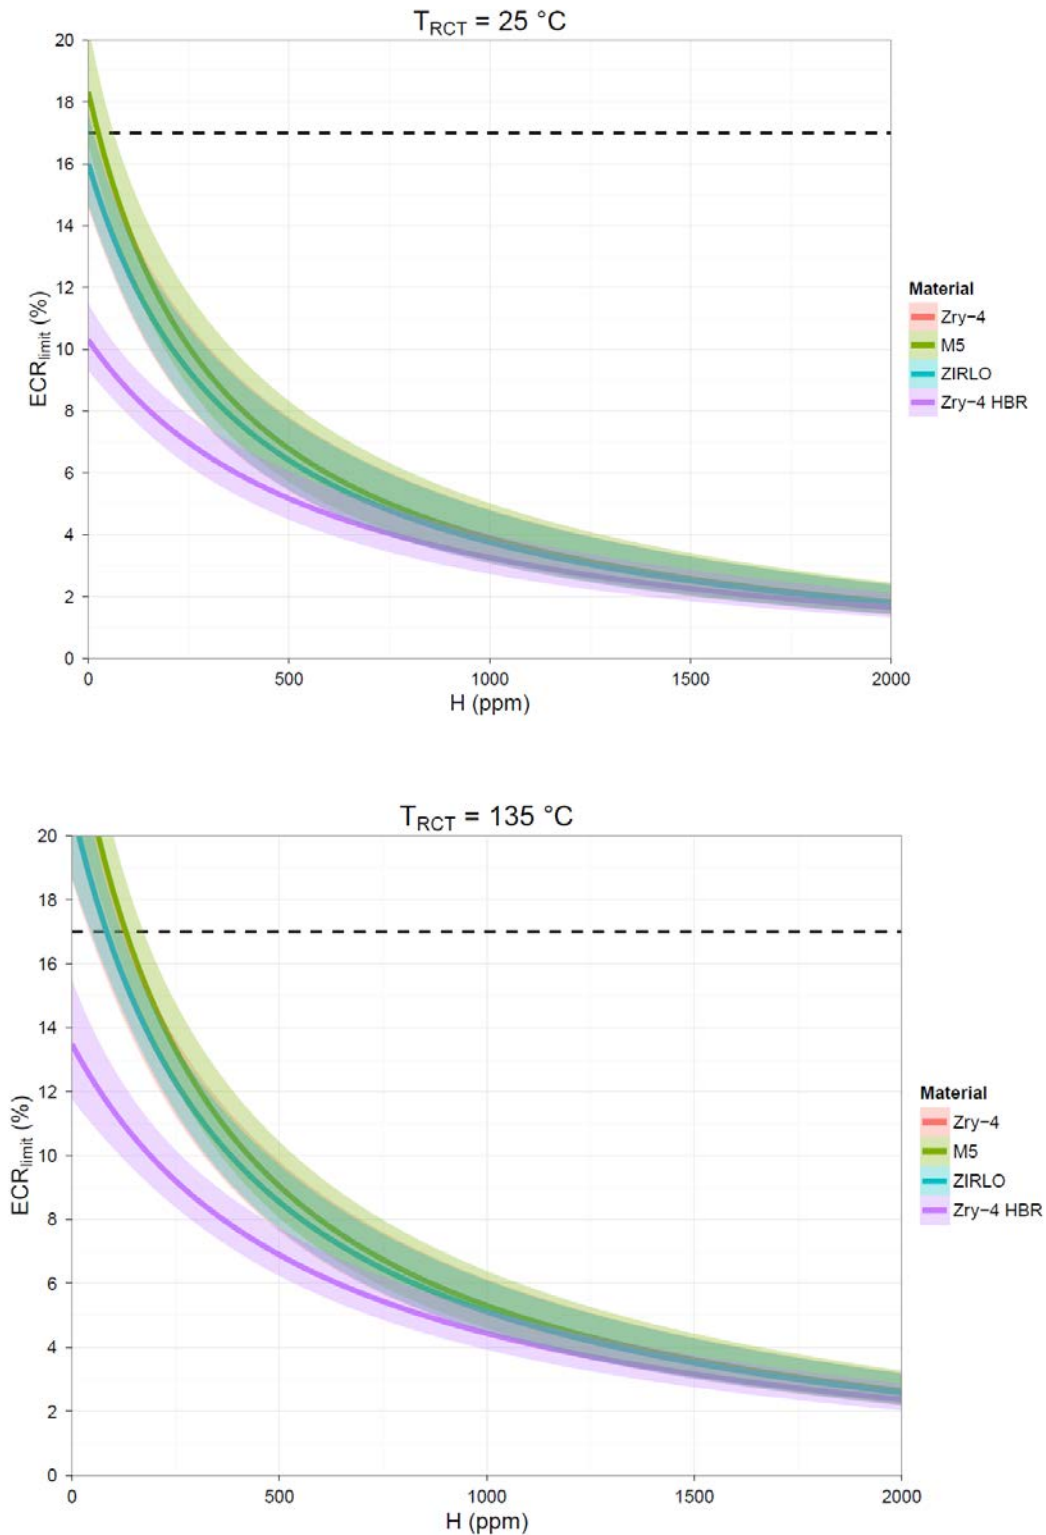 T_RCT = 25 °C
20
18
16
14
12
10
8
6
4
2
0
ECR_limit (%)
0 500 1000 1500 2000
H (ppm)
Material
Zry−4
M5
ZIRLO
Zry−4 HBR
T_RCT = 135 °C
20
18
16
14
12
10
8
6
4
2
0
ECR_limit (%)
0 500 1000 1500 2000
H (ppm)
Material
Zry−4
M5
ZIRLO
Zry−4 HBR